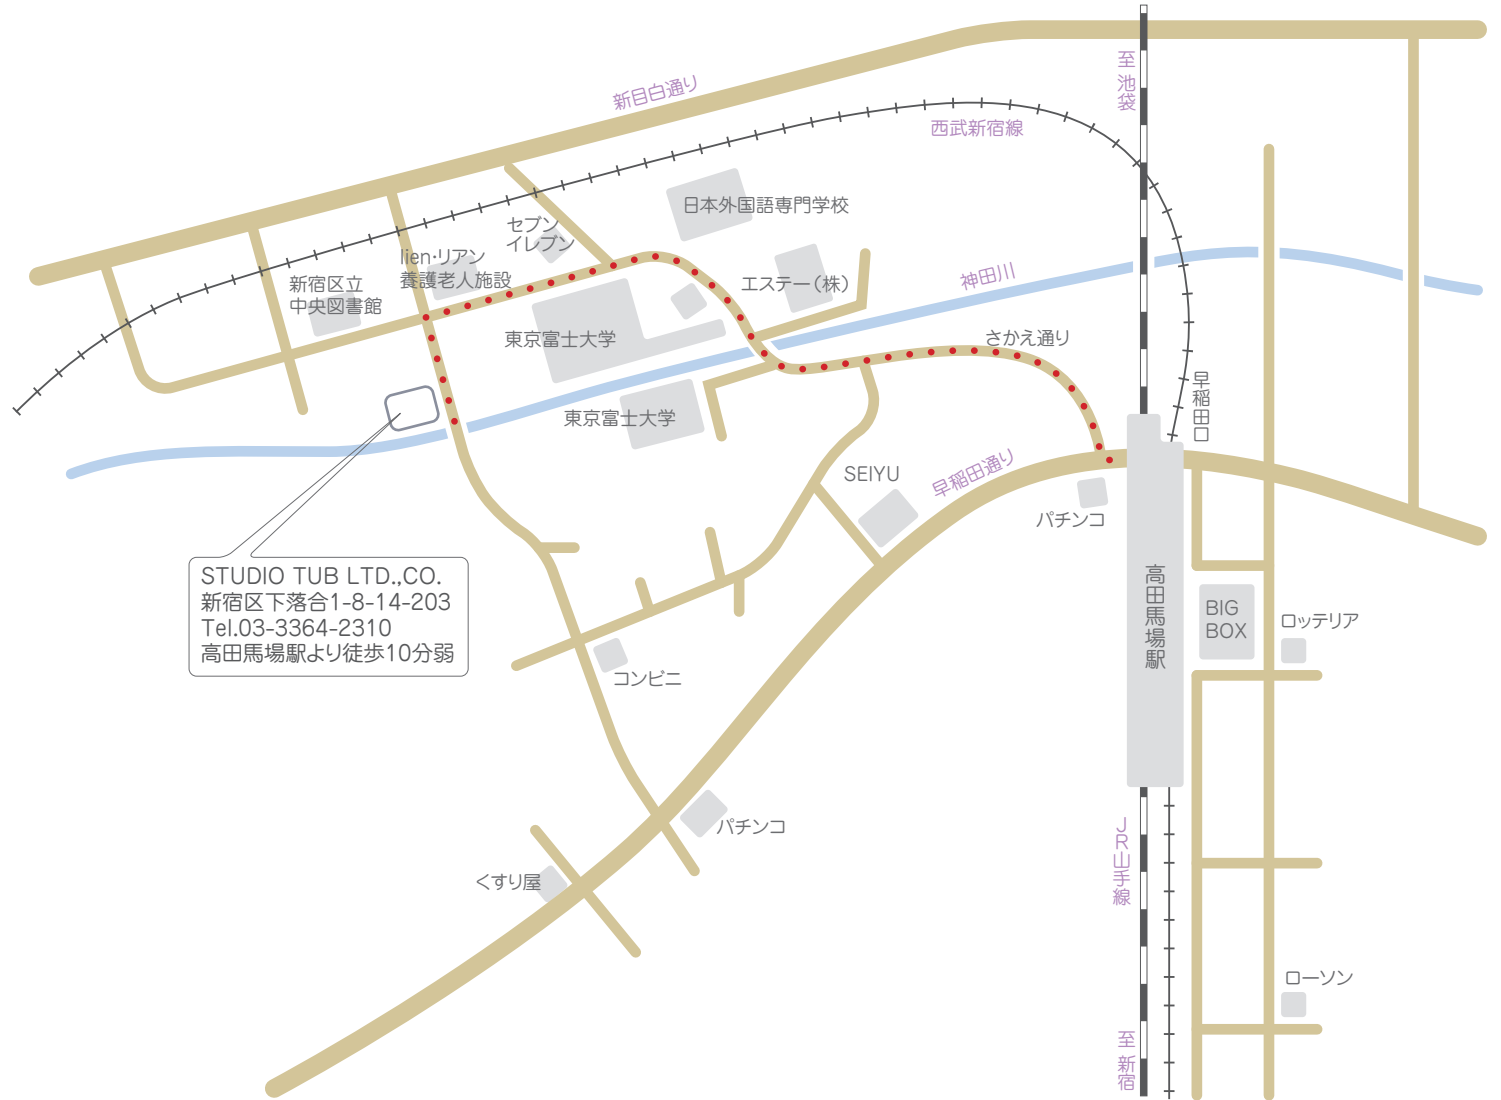 新目白通り
至 池袋
西武新宿線
日本外国語専門学校
セブン
イレブン
lien・リアン
養護老人施設
新宿区立
中央図書館
エステー（株）
神田川
東京富士大学
さかえ通り
早稲田口
東京富士大学
SEIYU
早稲田通り
パチンコ
STUDIO TUB LTD.,CO.
新宿区下落合1-8-14-203
Tel.03-3364-2310
高田馬場駅より徒歩10分弱
高田馬場駅
BIG
BOX
ロッテリア
コンビニ
パチンコ
JR山手線
くすり屋
ローソン
至 新宿